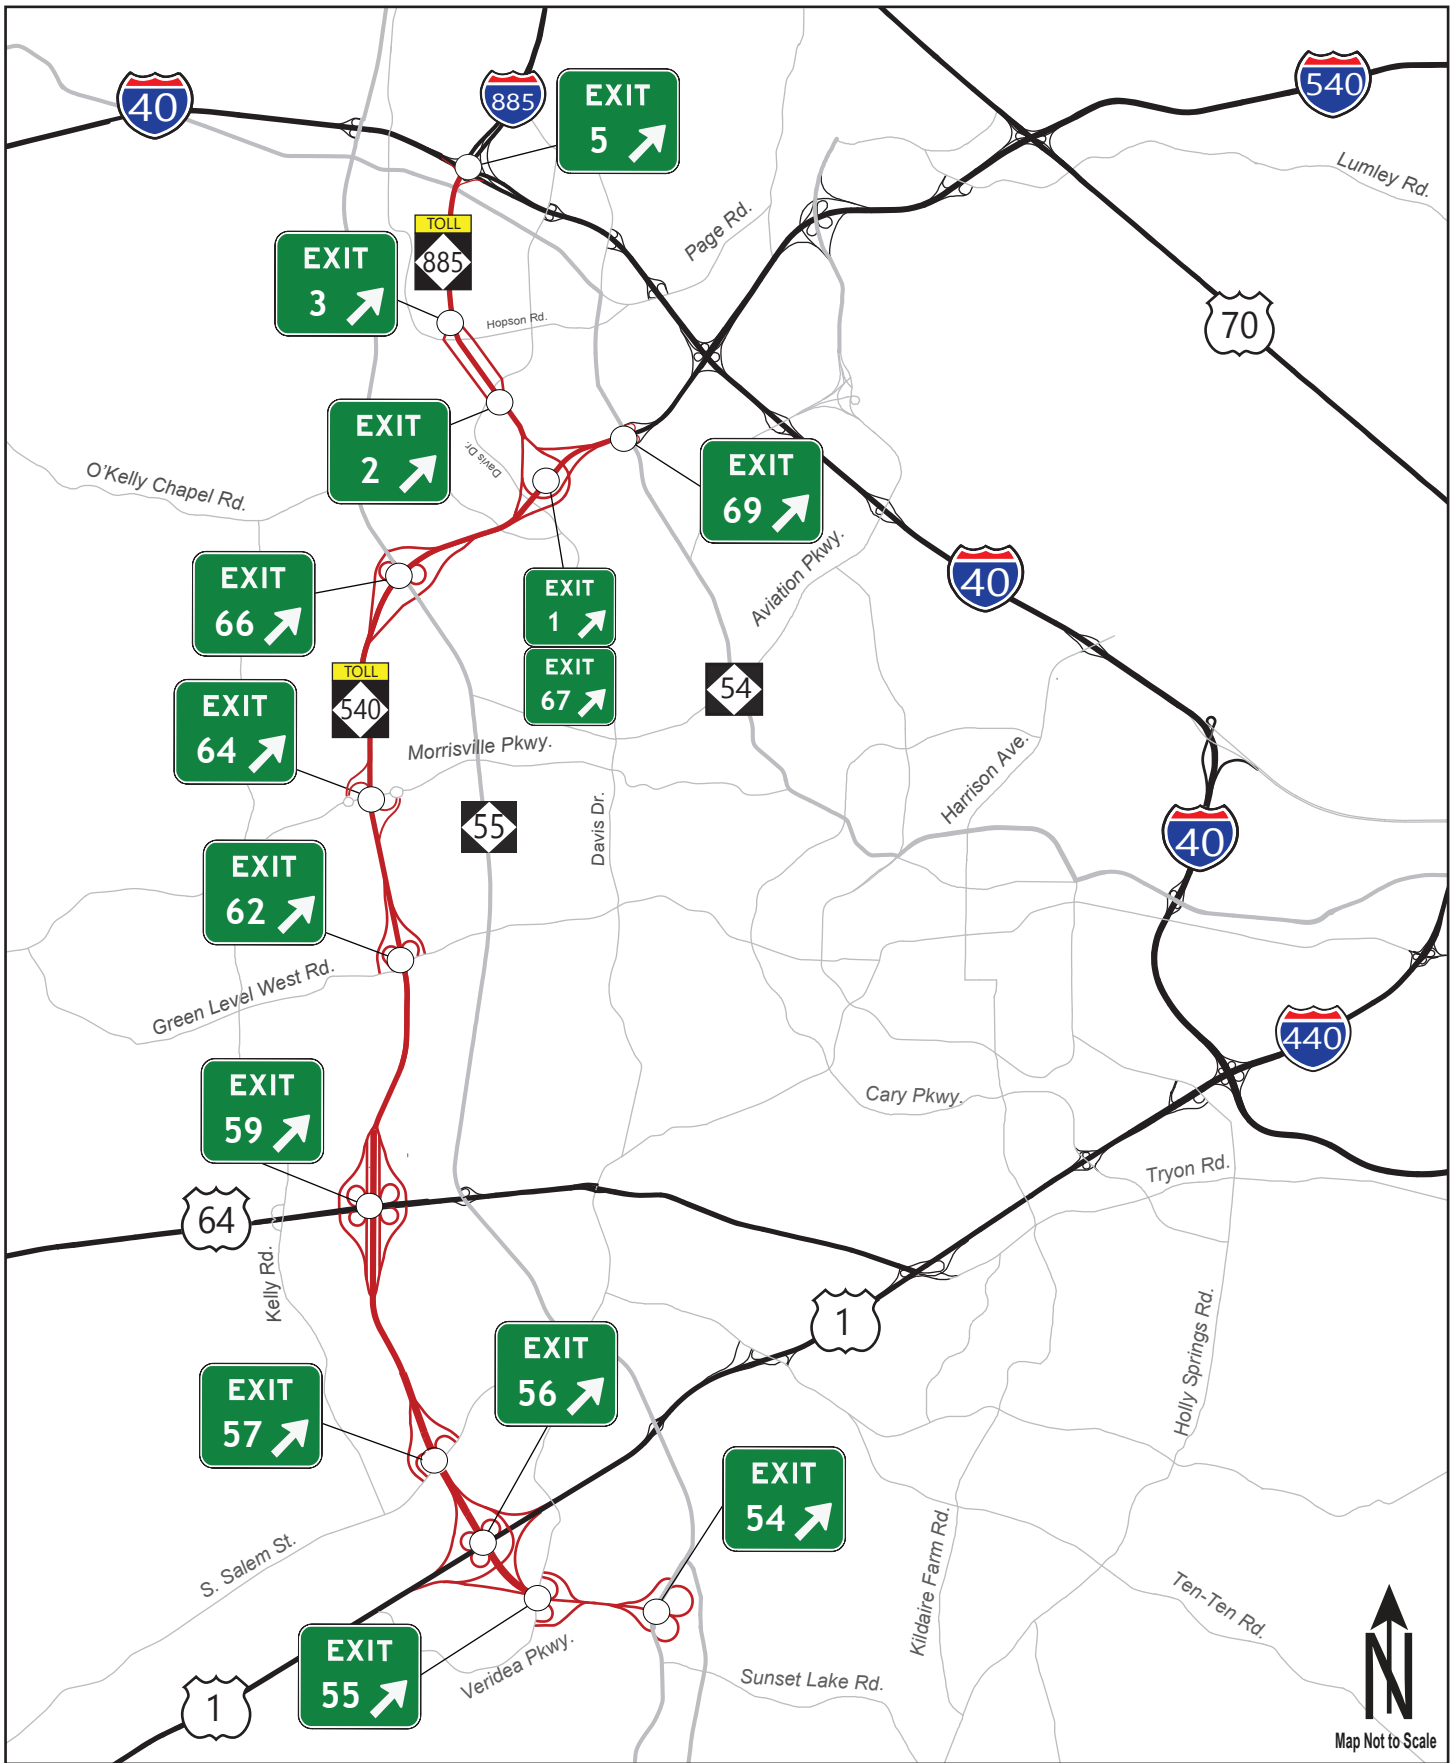 40
885
EXIT
5
540
Lumley Rd.
Page Rd.
TOLL
885
EXIT
3
Hopson Rd.
70
EXIT
2
Davis Dr.
O'Kelly Chapel Rd.
EXIT
69
Aviation Pkwy.
40
EXIT
66
EXIT
1
EXIT
67
TOLL
540
54
EXIT
64
Morrisville Pkwy.
Harrison Ave.
55
Davis Dr.
40
EXIT
62
Green Level West Rd.
440
EXIT
59
Cary Pkwy.
Tryon Rd.
64
Kelly Rd.
1
Holly Springs Rd.
EXIT
56
EXIT
57
EXIT
54
S. Salem St.
Kildaire Farm Rd.
Ten-Ten Rd.
EXIT
55
Veridea Pkwy.
Sunset Lake Rd.
1
N
Map Not to Scale